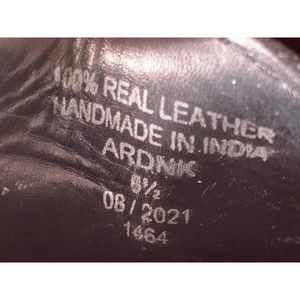 100% REAL LEATHER
HANDMADE IN INDIA
ARDNIK
8½
08 / 2021
1464